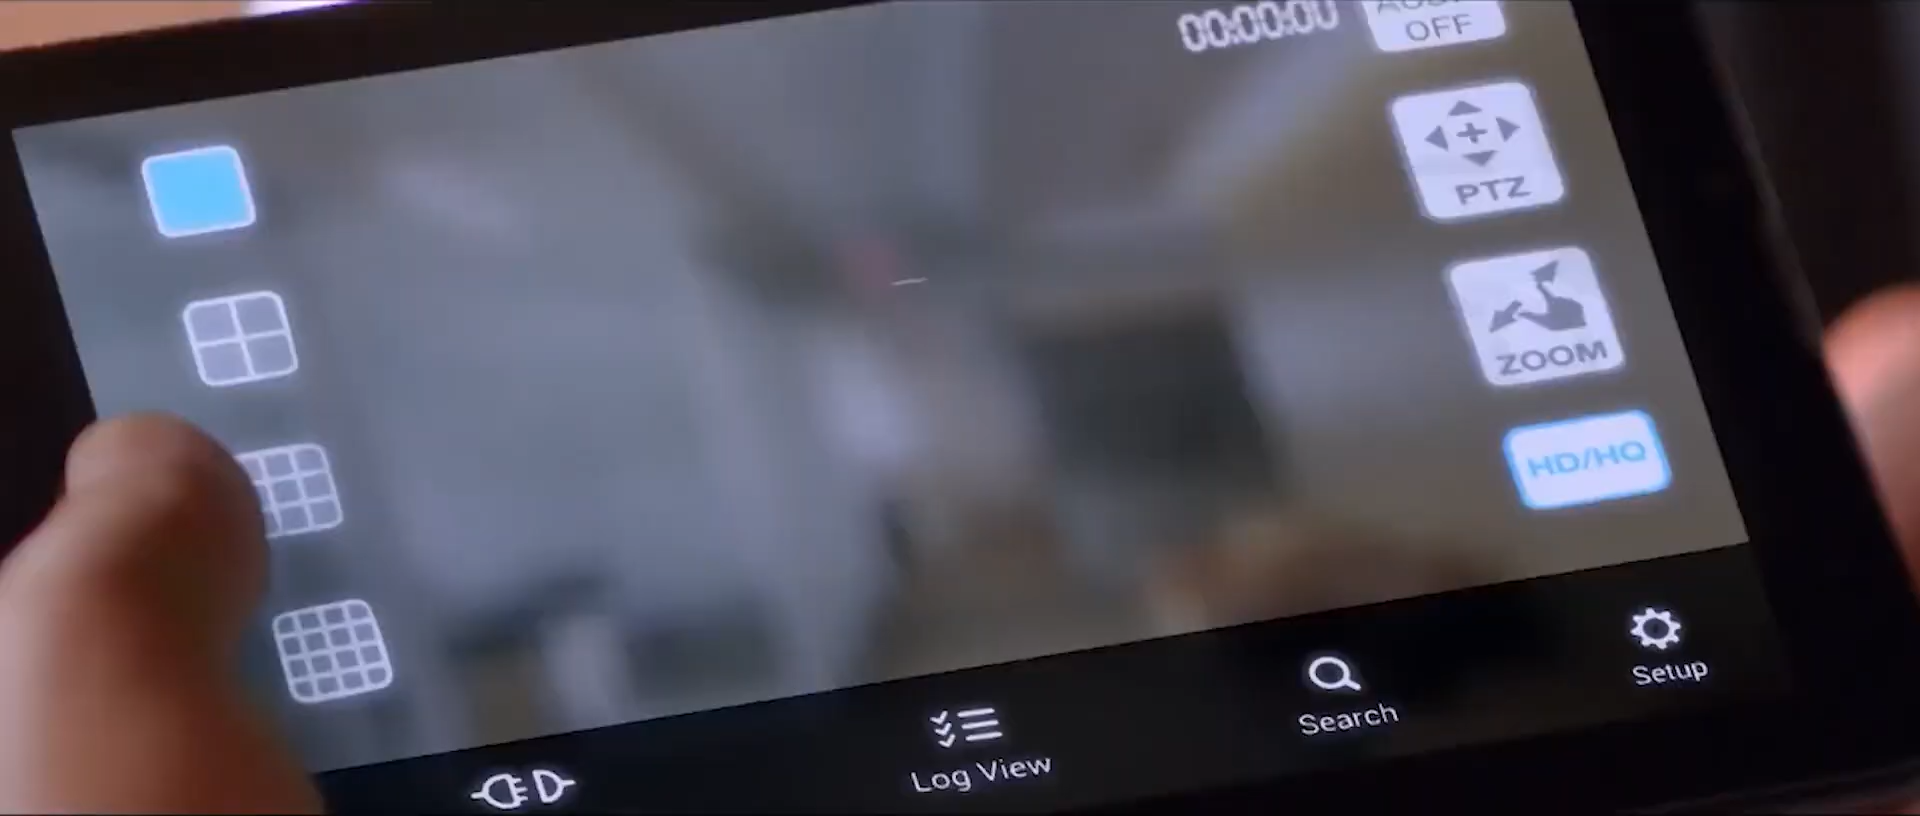 00:00:00
OFF
PTZ
ZOOM
HD/HQ
Log View
Search
Setup